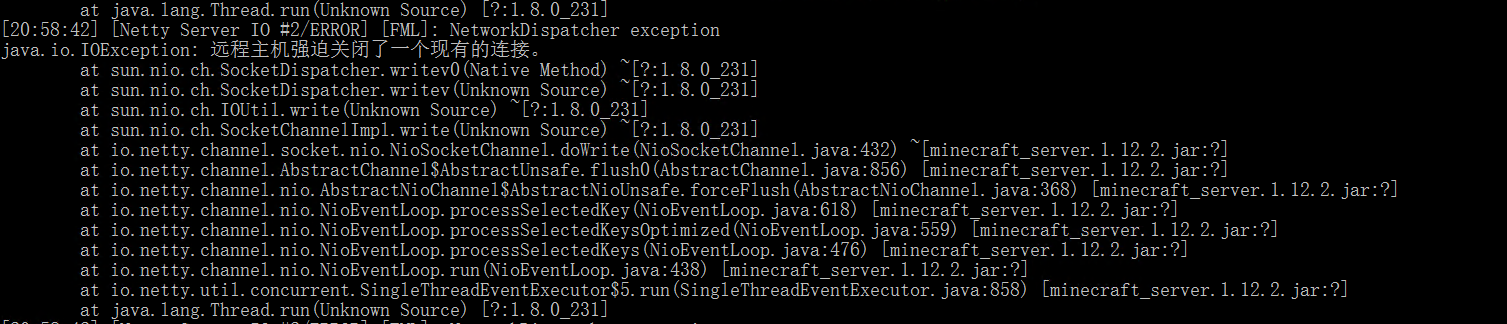 at java.lang.Thread.run(Unknown Source) [?:1.8.0_231]
[20:58:42] [Netty Server IO #2/ERROR] [FML]: NetworkDispatcher exception
java.io.IOException: 远程主机强迫关闭了一个现有的连接。
at sun.nio.ch.SocketDispatcher.writev0(Native Method) ~[?:1.8.0_231]
at sun.nio.ch.SocketDispatcher.writev(Unknown Source) ~[?:1.8.0_231]
at sun.nio.ch.IOUtil.write(Unknown Source) ~[?:1.8.0_231]
at sun.nio.ch.SocketChannelImpl.write(Unknown Source) ~[?:1.8.0_231]
at io.netty.channel.socket.nio.NioSocketChannel.doWrite(NioSocketChannel.java:432) ~[minecraft_server.1.12.2.jar:?]
at io.netty.channel.AbstractChannel$AbstractUnsafe.flush0(AbstractChannel.java:856) [minecraft_server.1.12.2.jar:?]
at io.netty.channel.nio.AbstractNioChannel$AbstractNioUnsafe.forceFlush(AbstractNioChannel.java:368) [minecraft_server.1.12.2.jar:?]
at io.netty.channel.nio.NioEventLoop.processSelectedKey(NioEventLoop.java:618) [minecraft_server.1.12.2.jar:?]
at io.netty.channel.nio.NioEventLoop.processSelectedKeysOptimized(NioEventLoop.java:559) [minecraft_server.1.12.2.jar:?]
at io.netty.channel.nio.NioEventLoop.processSelectedKeys(NioEventLoop.java:476) [minecraft_server.1.12.2.jar:?]
at io.netty.channel.nio.NioEventLoop.run(NioEventLoop.java:438) [minecraft_server.1.12.2.jar:?]
at io.netty.util.concurrent.SingleThreadEventExecutor$5.run(SingleThreadEventExecutor.java:858) [minecraft_server.1.12.2.jar:?]
at java.lang.Thread.run(Unknown Source) [?:1.8.0_231]